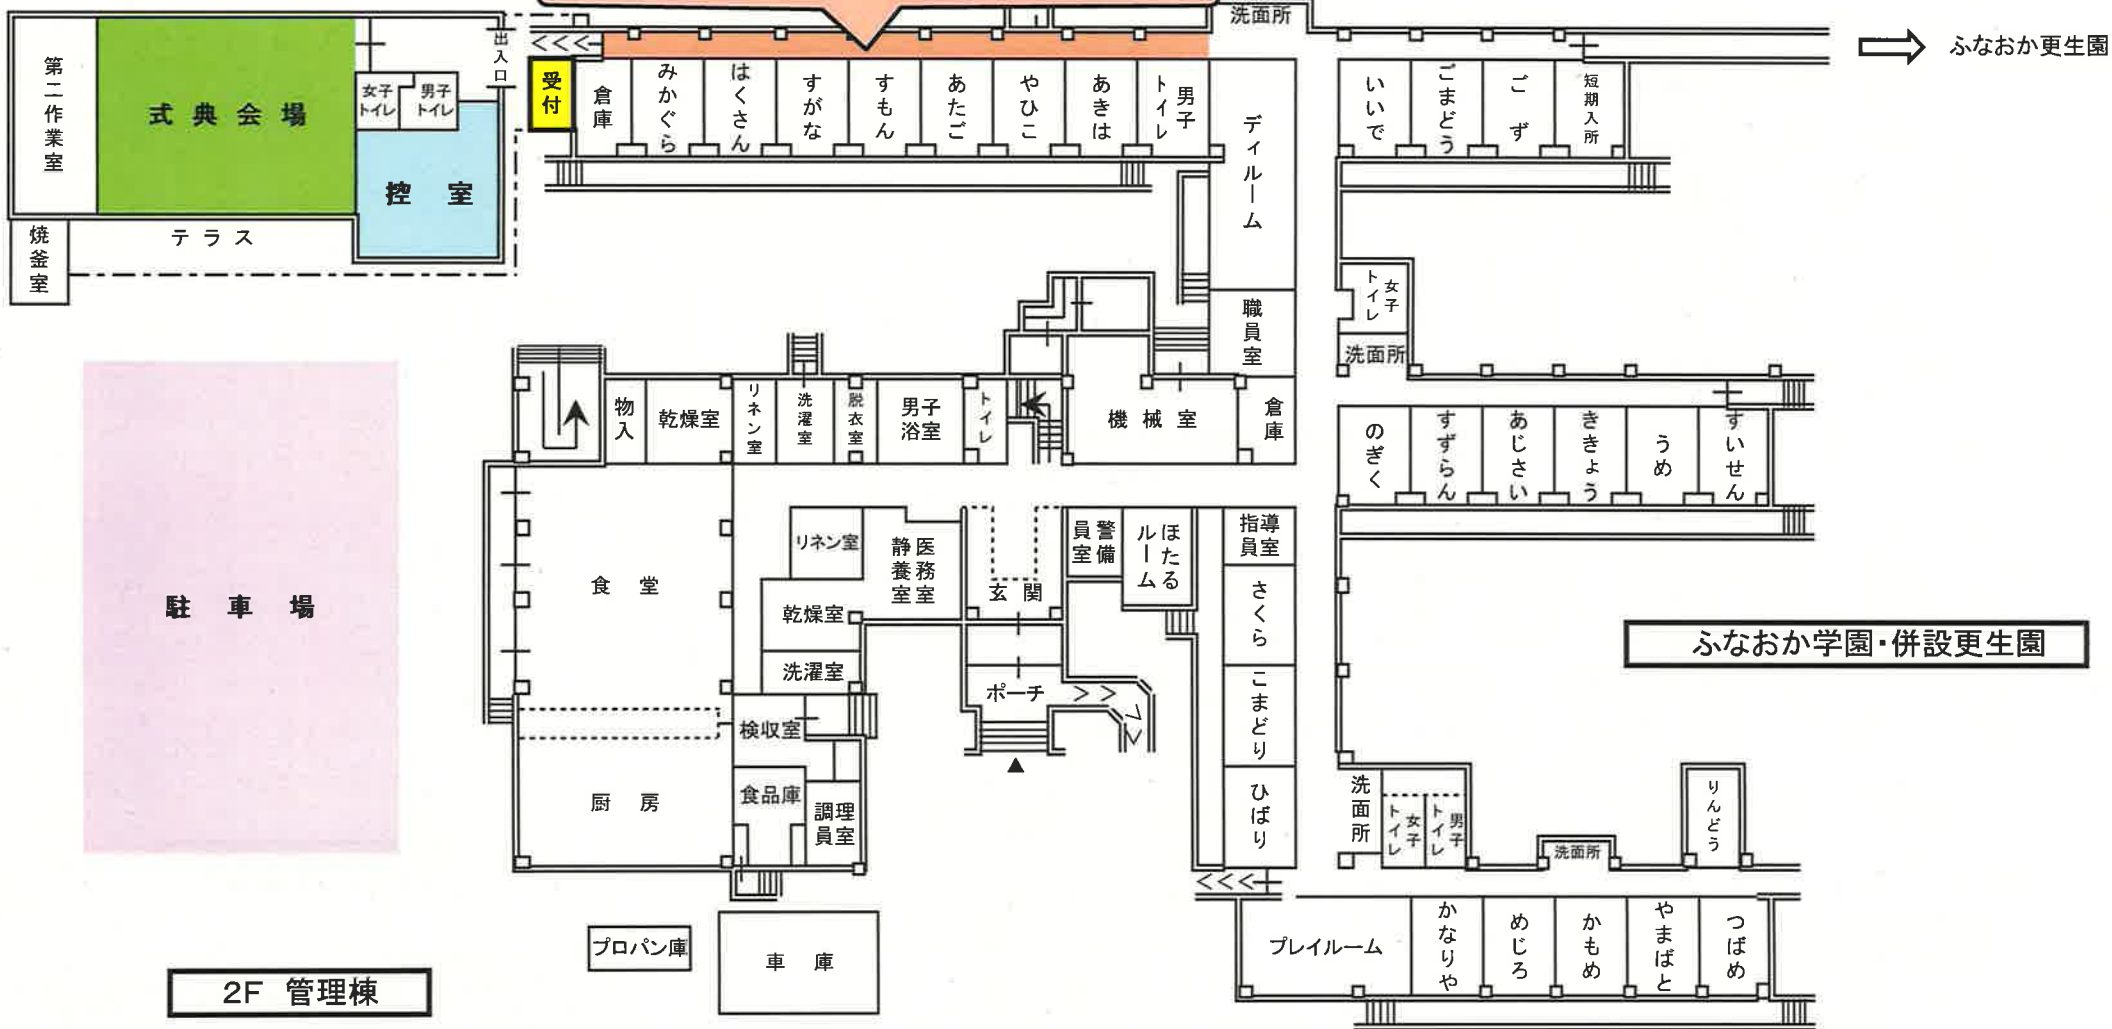 洗面所
ふなおか更生園
第二作業室
式典会場
女子トイレ
男子トイレ
出入口
受付
倉庫
みかぐら
はくさん
すがな
すもん
あたご
やひこ
あきは
男子トイレ
ディルーム
いいで
ごまどう
ごず
短期入所
控室
焼釜室
テラス
女子トイレ
職員室
洗面所
物入
乾燥室
リネン室
洗濯室
脱衣室
男子浴室
トイレ
機械室
倉庫
のぎく
すずらん
あじさい
ききょう
うめ
すいせん
駐車場
食堂
リネン室
医務室
静養室
玄関
警備員室
ほたるルーム
指導員室
乾燥室
さくら
ふなおか学園・併設更生園
洗濯室
ポーチ
こまどり
検収室
食品庫
厨房
調理員室
ひばり
洗面所
女子トイレ
男子トイレ
洗面所
りんどう
プロパン庫
車庫
プレイルーム
かなりや
めじろ
かもめ
やまばと
つばめ
2F 管理棟